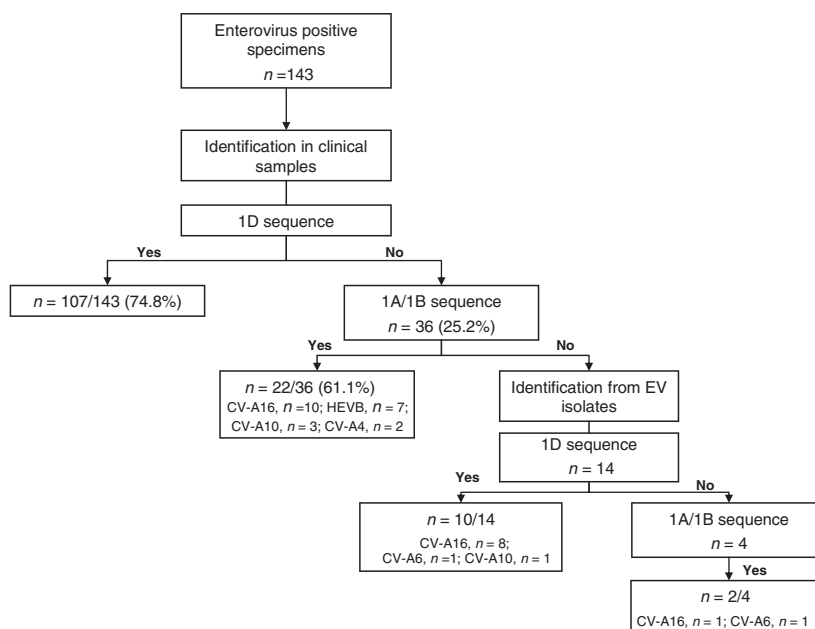 Enterovirus positive
specimens
n =143
Identification in clinical
samples
1D sequence
Yes
No
n = 107/143 (74.8%)
1A/1B sequence
n = 36 (25.2%)
Yes
No
n = 22/36 (61.1%)
CV-A16, n =10; HEVB, n = 7;
CV-A10, n = 3; CV-A4, n = 2
Identification from EV
isolates
1D sequence
n = 14
Yes
No
n = 10/14
CV-A16, n = 8;
CV-A6, n =1; CV-A10, n = 1
1A/1B sequence
n = 4
Yes
n = 2/4
CV-A16, n = 1; CV-A6, n = 1